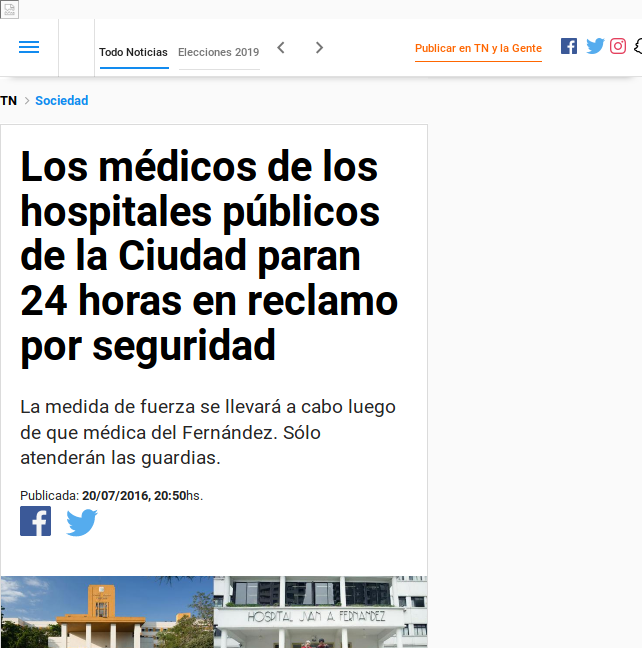 Todo Noticias Elecciones 2019 Publicar en TN y la Gente
TN > Sociedad
Los médicos de los
hospitales públicos
de la Ciudad paran
24 horas en reclamo
por seguridad
La medida de fuerza se llevará a cabo luego
de que médica del Fernández. Sólo
atenderán las guardias.
Publicada: 20/07/2016, 20:50hs.
HOSPITAL JVAN A. FERNANDEZ